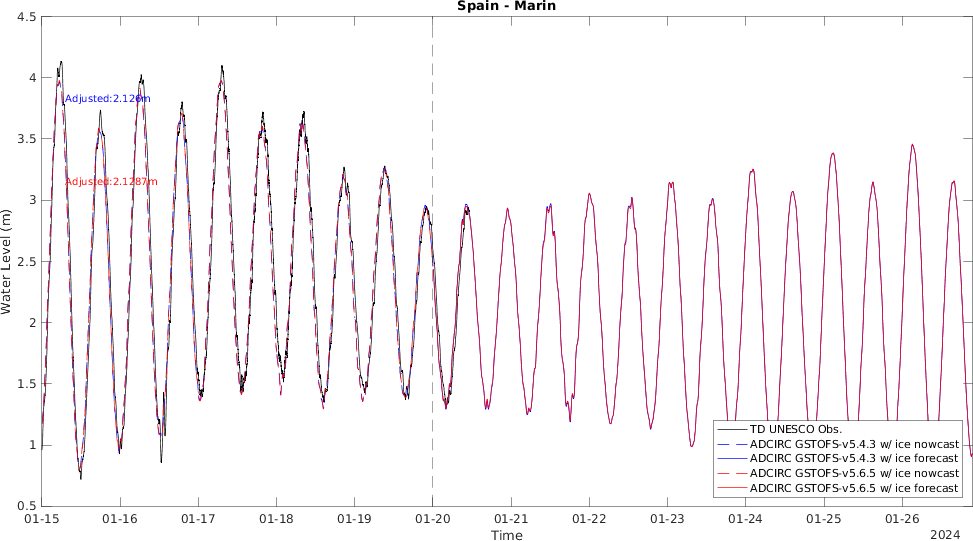 Spain - Marin
4.5
4
3.5
3
2.5
2
1.5
1
0.5
Water Level (m)
Adjusted:2.126m
Adjusted:2.1287m
TD UNESCO Obs.
ADCIRC GSTOFS-v5.4.3 w/ ice nowcast
ADCIRC GSTOFS-v5.4.3 w/ ice forecast
ADCIRC GSTOFS-v5.6.5 w/ ice nowcast
ADCIRC GSTOFS-v5.6.5 w/ ice forecast
01-15 01-16 01-17 01-18 01-19 01-20 01-21 01-22 01-23 01-24 01-25 01-26
Time
2024